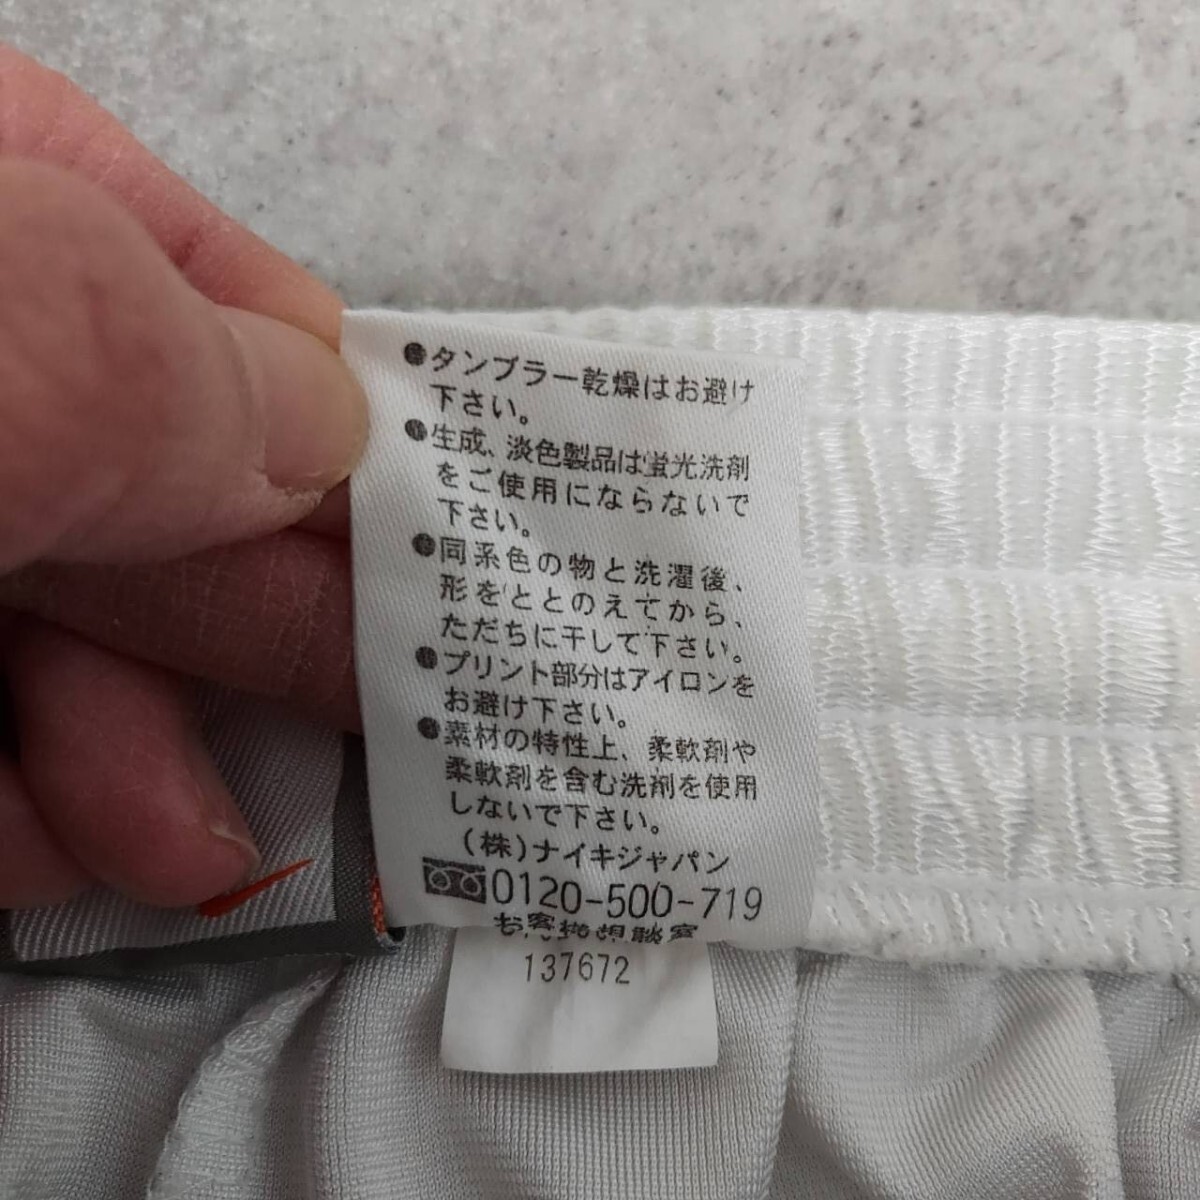 ●タンブラー乾燥はお避け
下さい。
●生成、淡色製品は蛍光洗剤
をご使用にならないで
下さい。
●同系色の物と洗濯後、
形をととのえてから、
ただちに干して下さい。
●プリント部分はアイロンを
お避け下さい。
●素材の特性上、柔軟剤や
柔軟剤を含む洗剤を使用
しないで下さい。
(株)ナイキジャパン
0120-500-719
お客様相談室
137672